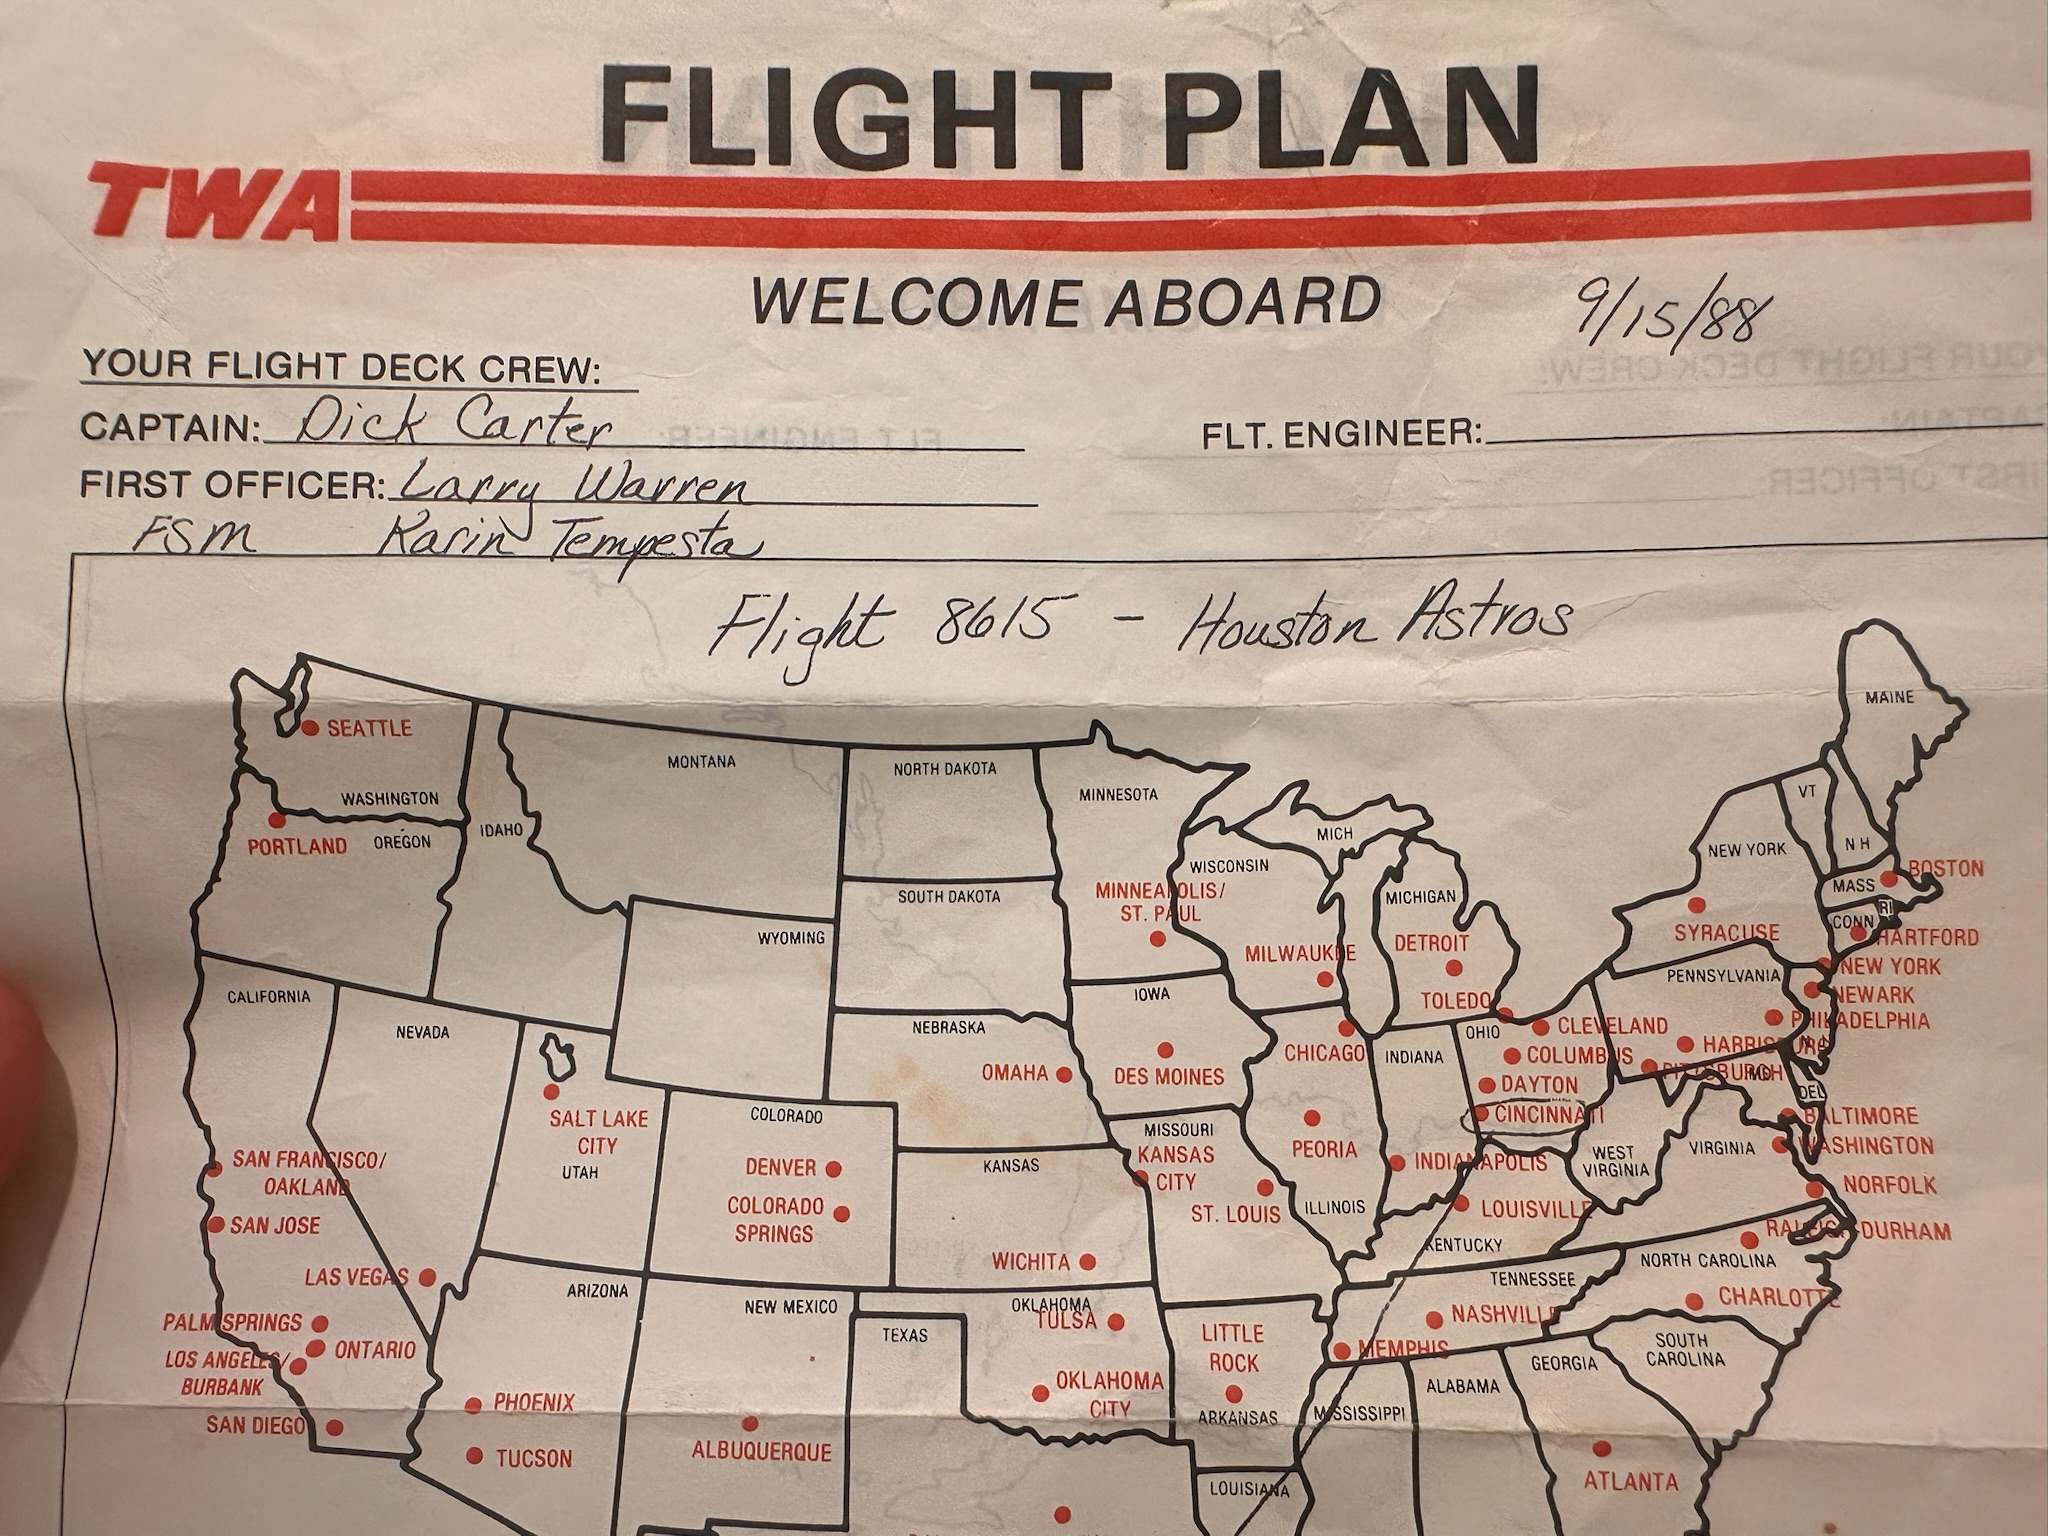 FLIGHT PLAN
TWA
WELCOME ABOARD
9/15/88
YOUR FLIGHT DECK CREW:
CAPTAIN: Dick Carter
FLT. ENGINEER:
FIRST OFFICER: Larry Warren
FSM Karin Tempesta
Flight 8615 - Houston Astros
MAINE
SEATTLE
MONTANA
NORTH DAKOTA
MINNESOTA
VT
WASHINGTON
IDAHO
PORTLAND
OREGON
MICH
WISCONSIN
NEW YORK
N H
BOSTON
MASS
SOUTH DAKOTA
MINNEAPOLIS/
ST. PAUL
MICHIGAN
RI
CONN
WYOMING
MILWAUKEE
DETROIT
SYRACUSE
HARTFORD
NEW YORK
PENNSYLVANIA
CALIFORNIA
IOWA
TOLEDO
NEWARK
NEVADA
NEBRASKA
OHIO
CLEVELAND
PHILADELPHIA
CHICAGO
INDIANA
COLUMBUS
HARRISBURG
N J
OMAHA
DES MOINES
DAYTON
PITTSBURGH
MD
DEL
SALT LAKE
CITY
COLORADO
MISSOURI
PEORIA
CINCINNATI
BALTIMORE
SAN FRANCISCO/
OAKLAND
UTAH
DENVER
KANSAS
KANSAS
CITY
INDIANAPOLIS
WEST
VIRGINIA
VIRGINIA
WASHINGTON
SAN JOSE
COLORADO
SPRINGS
ST. LOUIS
ILLINOIS
LOUISVILLE
NORFOLK
RALEIGH-DURHAM
LAS VEGAS
ARIZONA
WICHITA
KENTUCKY
TENNESSEE
NORTH CAROLINA
NEW MEXICO
OKLAHOMA
TULSA
CHARLOTTE
PALM SPRINGS
ONTARIO
TEXAS
LITTLE
ROCK
MEMPHIS
NASHVILLE
LOS ANGELES/
BURBANK
GEORGIA
SOUTH
CAROLINA
PHOENIX
OKLAHOMA
CITY
ARKANSAS
MISSISSIPPI
ALABAMA
SAN DIEGO
TUCSON
ALBUQUERQUE
LOUISIANA
ATLANTA